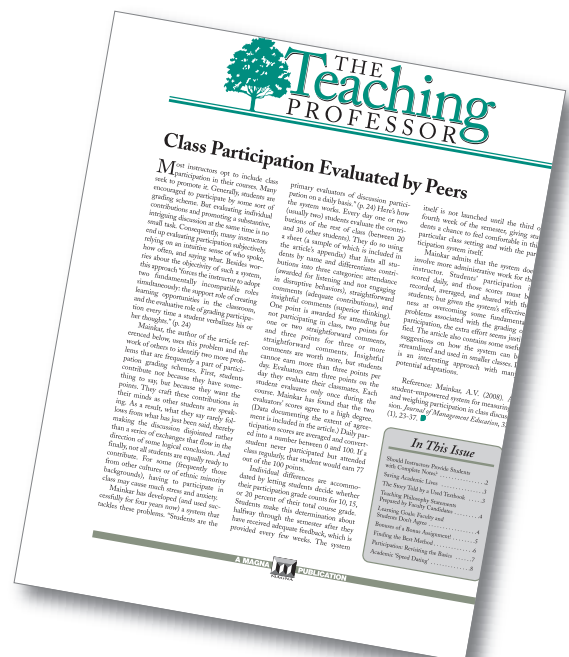 THE
Teaching
PROFESSOR
Class Participation Evaluated by Peers
Most instructors opt to include class
participation in their courses. Many
seek to promote it. Generally, students are
encouraged to participate by some sort of
grading scheme. But evaluating individual
contributions and promoting a substantive,
intriguing discussion at the same time is no
small task. Consequently, many instructors
end up evaluating participation subjectively,
relying on an intuitive sense of who spoke,
how often, and saying what. Besides wor-
ries about the objectivity of such a system,
this approach "forces the instructor to adopt
two fundamentally incompatible roles
simultaneously: the support role of creating
learning opportunities in the classroom,
and the evaluative role of grading participa-
tion every time a student verbalizes his or
her thoughts." (p. 24)
Mainkar, the author of the article ref-
erenced below, uses this problem and the
work of others to identify two more prob-
lems that are frequently a part of partici-
pation grading schemes. First, students
contribute not because they have some-
thing to say, but because they want the
points. They craft these contributions in
their minds as other students are speak-
ing. As a result, what they say rarely fol-
lows from what has just been said, thereby
making the discussion disjointed rather
than a series of exchanges that flow in the
direction of some logical conclusion. And
finally, not all students are equally ready to
contribute. For some (frequently those
from other cultures or of ethnic minority
backgrounds), having to participate in
class may cause much stress and anxiety.
Mainkar has developed (and used suc-
cessfully for four years now) a system that
tackles these problems. "Students are the
primary evaluators of discussion partici-
pation on a daily basis." (p. 24) Here's how
the system works. Every day one or two
(usually two) students evaluate the contri-
butions of the rest of class (between 20
and 30 other students). They do so using
a sheet (a sample of which is included in
the article's appendix) that lists all stu-
dents by name and differentiates contri-
butions into three categories: attendance
(awarded for listening and not engaging
in disruptive behaviors), straightforward
comments (adequate contributions), and
insightful comments (superior thinking).
One point is awarded for attending but
not participating in class, two points for
one or two straightforward comments,
and three points for three or more
straightforward comments. Insightful
comments are worth more, but students
cannot earn more than three points per
day. Evaluators earn three points on the
day they evaluate their classmates. Each
student evaluates only once during the
course. Mainkar has found that the two
evaluators' scores agree to a high degree.
(Data documenting the extent of agree-
ment is included in the article.) Daily par-
ticipation scores are averaged and convert-
ed into a number between 0 and 100. If a
student never participated but attended
class regularly, that student would earn 77
out of the 100 points.
Individual differences are accommo-
dated by letting students decide whether
their participation grade counts for 10, 15,
or 20 percent of their total course grade.
Students make this determination about
halfway through the semester after they
have received adequate feedback, which is
provided every few weeks. The system
itself is not launched until the third or
fourth week of the semester, giving
dents a chance to feel comfortable in
particular class setting and with the
ticipation system itself.
Mainkar admits that the system does
involve more administrative work for the
instructor. Students' participation
scored daily, and those scores must
recorded, averaged, and shared with
students; but given the system's
ness at overcoming some fundamental
problems associated with the grading of
participation, the extra effort seems
fied. The article also contains some useful
suggestions on how the system can be
streamlined and used in smaller classes.
is an interesting approach with many
potential adaptations.
Reference: Mainkar, A.V. (2008). A
student-empowered system for measuring
and weighing participation in class
sion. Journal of Management Education,
(1), 23-37.
In This Issue
Should Instructors Provide Students
with Complete Notes? . . . . . . . . . . . .2
Saving Academic Lives . . . . . . . . . . . .3
The Story Told by a Used Textbook . . . . .3
Teaching Philosophy Statements
Prepared by Faculty Candidates . . . . . . .4
Learning Goals: Faculty and
Students Don't Agree . . . . . . . . . . . .4
Bonuses of a Bonus Assignment! . . . . . .5
Finding the Best Method . . . . . . . . . .6
Participation: Revisiting the Basics . . . . .7
Academic 'Speed Dating' . . . . . . . . . .8
A MAGNA PUBLICATION
MAGNA